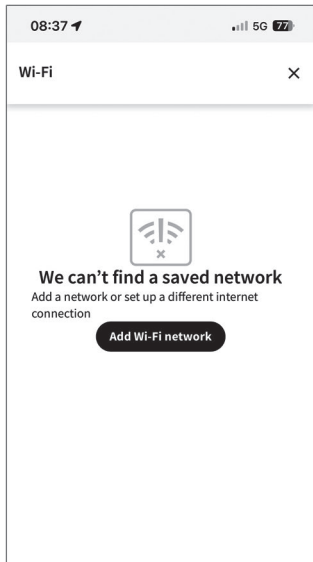 08:37
5G 77
Wi-Fi
We can’t find a saved network
Add a network or set up a different internet
connection
Add Wi-Fi network